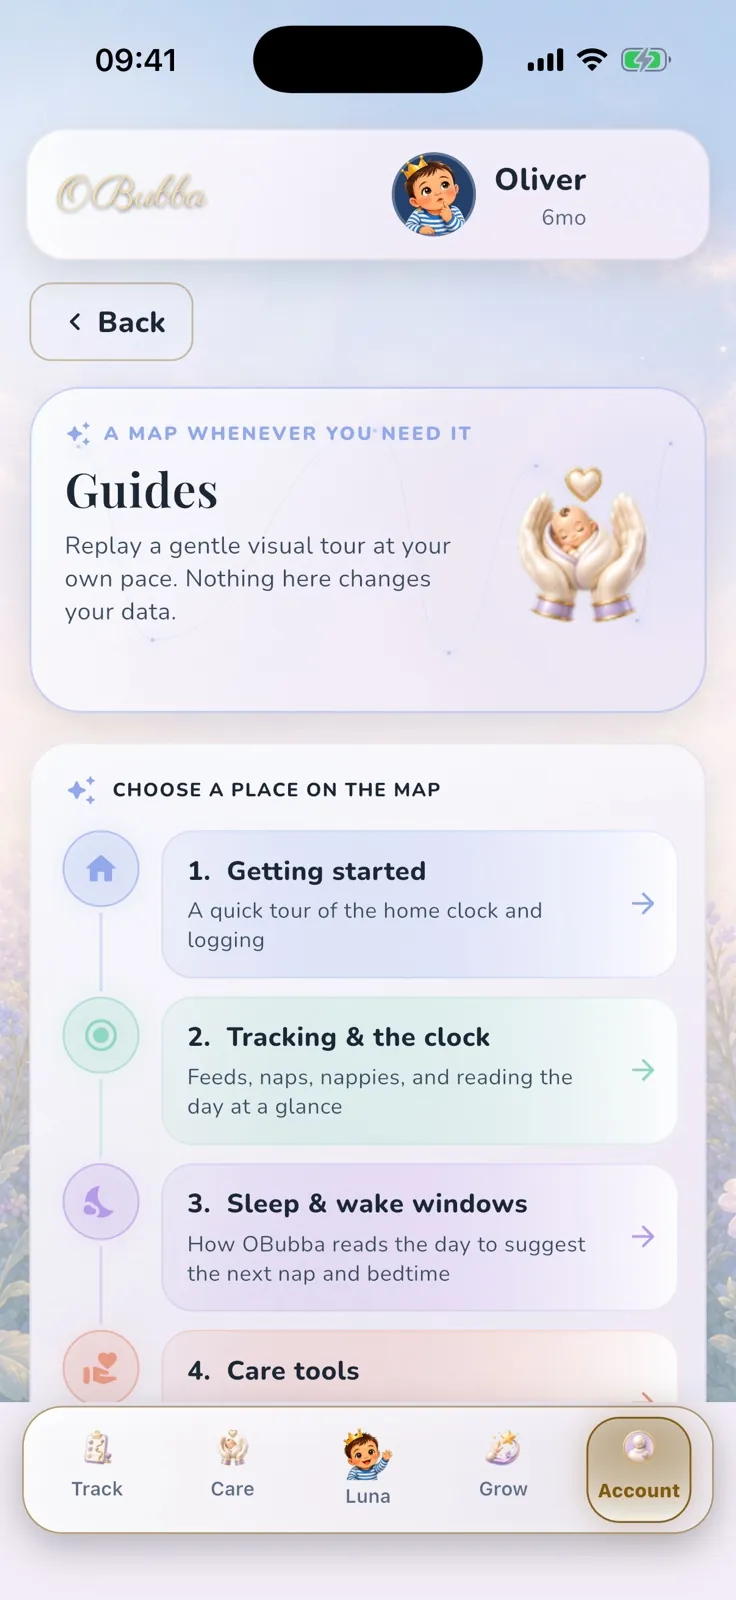 09:41
OBubba
Oliver
6mo
Back
A MAP WHENEVER YOU NEED IT
Guides
Replay a gentle visual tour at your
own pace. Nothing here changes
your data.
CHOOSE A PLACE ON THE MAP
1. Getting started
A quick tour of the home clock and
logging
2. Tracking & the clock
Feeds, naps, nappies, and reading the
day at a glance
3. Sleep & wake windows
How OBubba reads the day to suggest
the next nap and bedtime
4. Care tools
Track
Care
Luna
Grow
Account